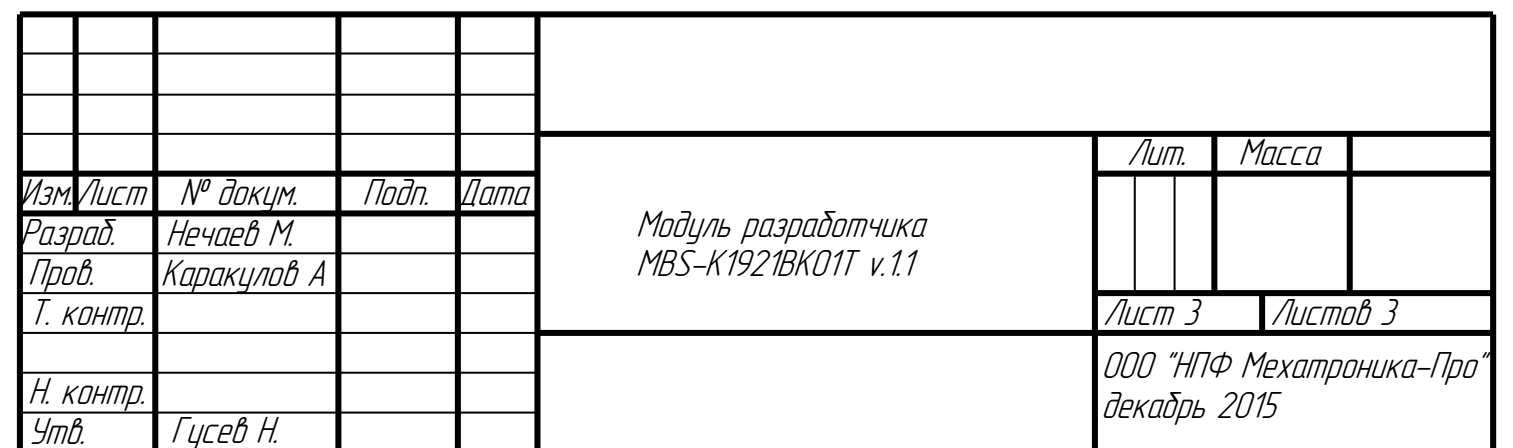 Лит. Масса
Изм. Лист № докум. Подп. Дата
Разраб. Нечаев М.
Пров. Каракулов А
Т. контр.
Н. контр.
Утв. Гусев Н.
Модуль разработчика
MBS-K1921BK01T v.1.1
Лист 3 Листов 3
ООО "НПФ Мехатроника-Про"
декабрь 2015